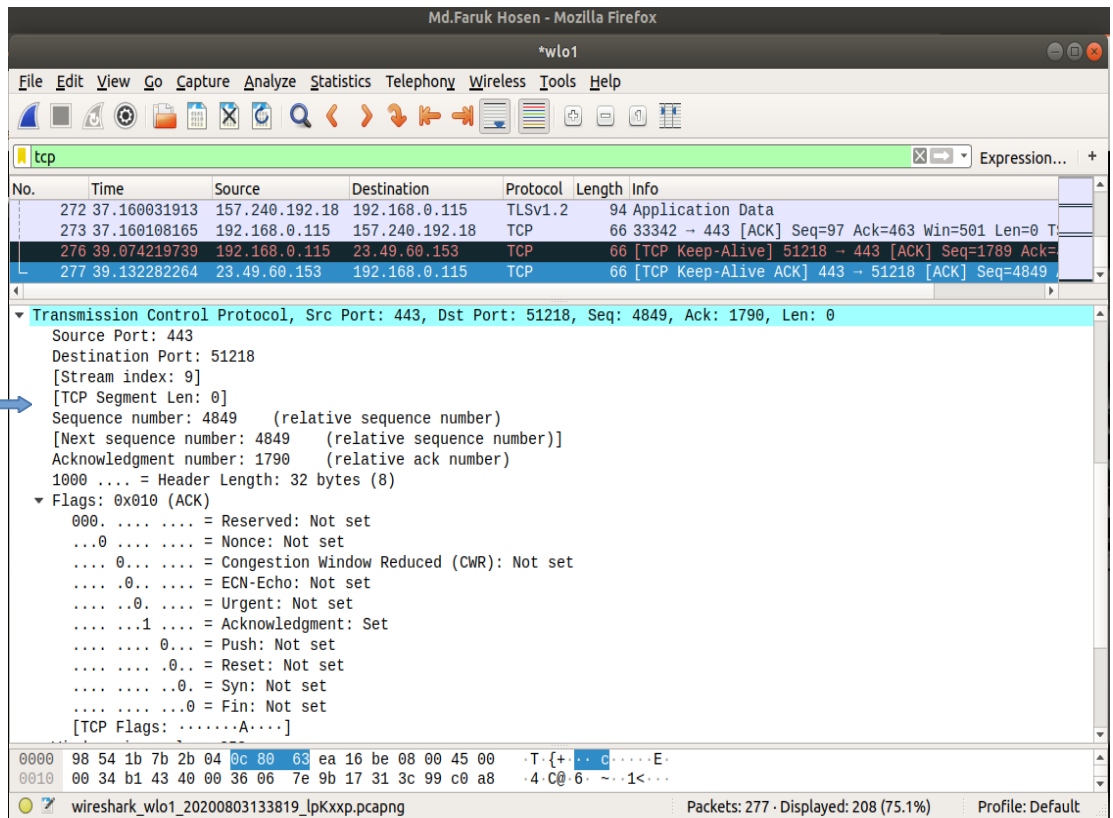 Md.Faruk Hosen - Mozilla Firefox
*wlo1
File Edit View Go Capture Analyze Statistics Telephony Wireless Tools Help
tcp Expression... +
No. Time Source Destination Protocol Length Info
272 37.160031913 157.240.192.18 192.168.0.115 TLSv1.2 94 Application Data
273 37.160108165 192.168.0.115 157.240.192.18 TCP 66 33342 → 443 [ACK] Seq=97 Ack=463 Win=501 Len=0
276 39.074219739 192.168.0.115 23.49.60.153 TCP 66 [TCP Keep-Alive] 51218 → 443 [ACK] Seq=1789 Ack=
277 39.132282264 23.49.60.153 192.168.0.115 TCP 66 [TCP Keep-Alive ACK] 443 → 51218 [ACK] Seq=4849
Transmission Control Protocol, Src Port: 443, Dst Port: 51218, Seq: 4849, Ack: 1790, Len: 0
Source Port: 443
Destination Port: 51218
[Stream index: 9]
[TCP Segment Len: 0]
Sequence number: 4849 (relative sequence number)
[Next sequence number: 4849 (relative sequence number)]
Acknowledgment number: 1790 (relative ack number)
1000 .... = Header Length: 32 bytes (8)
Flags: 0x010 (ACK)
000. .... .... = Reserved: Not set
...0 .... .... = Nonce: Not set
.... 0... .... = Congestion Window Reduced (CWR): Not set
.... .0.. .... = ECN-Echo: Not set
.... ..0. .... = Urgent: Not set
.... ...1 .... = Acknowledgment: Set
.... .... 0... = Push: Not set
.... .... .0.. = Reset: Not set
.... .... ..0. = Syn: Not set
.... .... ...0 = Fin: Not set
[TCP Flags: ·······A····]
0000 98 54 1b 7b 2b 04 0c 80 63 ea 16 be 08 00 45 00 ·T·{+··· c·····E·
0010 00 34 b1 43 40 00 36 06 7e 9b 17 31 3c 99 c0 a8 ·4·C@·6· ~··1<···
wireshark_wlo1_20200803133819_lpKxxp.pcapng Packets: 277 · Displayed: 208 (75.1%) Profile: Default